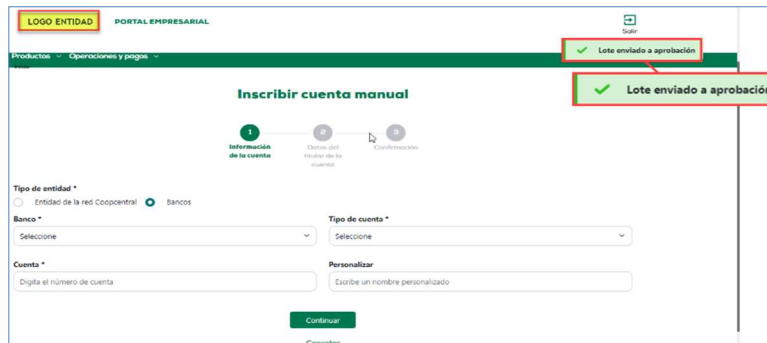 LOGO ENTIDAD PORTAL EMPRESARIAL
Salir
Productos Operaciones y pagos
Lote enviado a aprobación
Lote enviado a aprobación
Inscribir cuenta manual
1 2 3
Información de la cuenta
Datos del titular de la cuenta
Confirmación
Tipo de entidad *
Entidad de la red Coopcentral Bancos
Banco * Tipo de cuenta *
Seleccione Seleccione
Cuenta * Personalizar
Digita el número de cuenta Escribe un nombre personalizado
Continuar
Cancelar